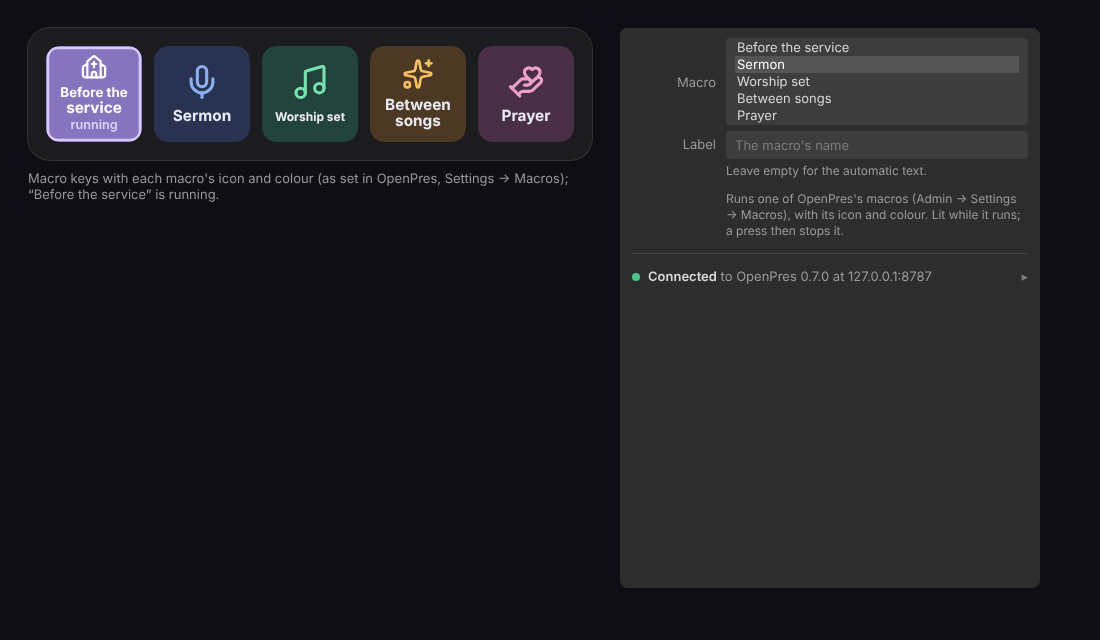 Before the
service
running
Sermon
Worship set
Between
songs
Prayer
Macro keys with each macro's icon and colour (as set in OpenPres, Settings → Macros);
“Before the service” is running.
Macro
Before the service
Sermon
Worship set
Between songs
Prayer
Label
The macro's name
Leave empty for the automatic text.
Runs one of OpenPres's macros (Admin → Settings
→ Macros), with its icon and colour. Lit while it runs;
a press then stops it.
Connected to OpenPres 0.7.0 at 127.0.0.1:8787